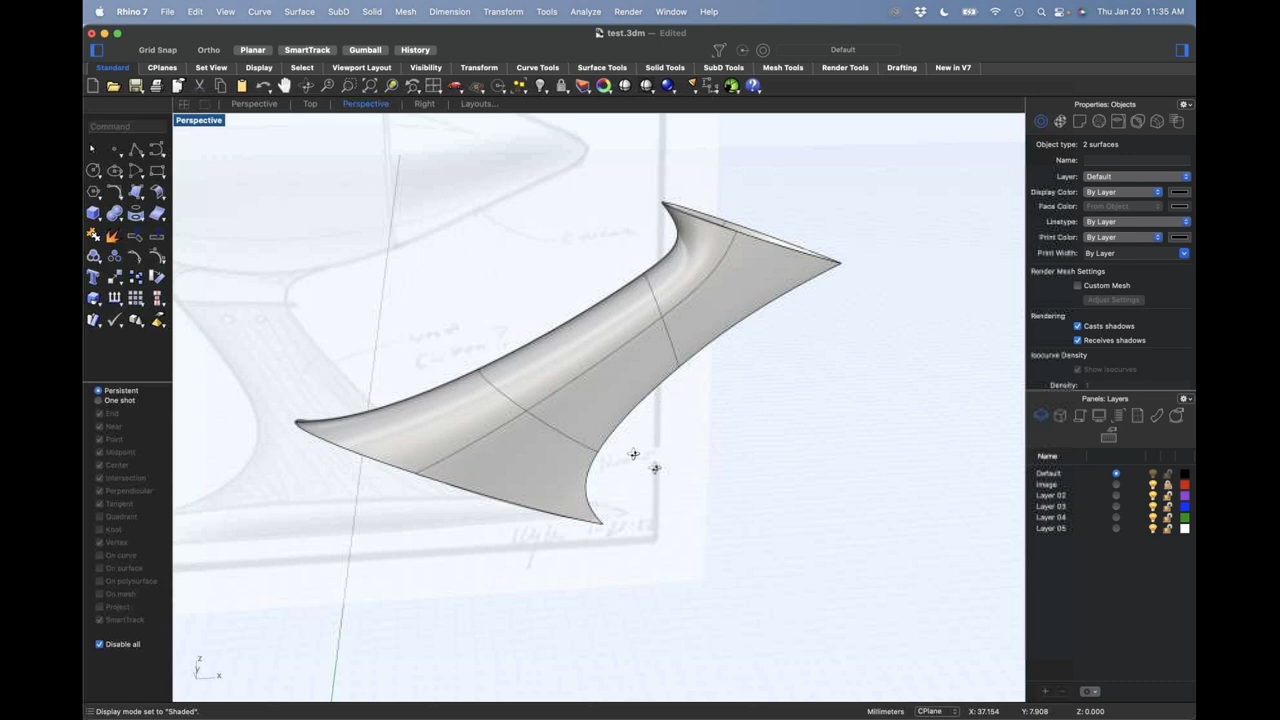 Rhino 7 File Edit View Curve Surface SubD Solid Mesh Dimension Transform Tools Analyze Render Window Help Thu Jan 20 11:35 AM
test.3dm — Edited
Grid Snap Ortho Planar SmartTrack Gumball History Default
Standard CPlanes Set View Display Select Viewport Layout Visibility Transform Curve Tools Surface Tools Solid Tools SubD Tools Mesh Tools Render Tools Drafting New in V7
Perspective Top Perspective Right Layouts...
Properties: Objects
Perspective
Command
Object type: 2 surfaces
Name:
Layer: Default
Display Color: By Layer
Face Color: From Object
Linetype: By Layer
Print Color: By Layer
Print Width: By Layer
Render Mesh Settings
Custom Mesh
Adjust Settings
Rendering
Casts shadows
Receives shadows
Isocurve Density
Show isocurves
Density: 1
Panels: Layers
Name
Default
Image
Layer 02
Layer 03
Layer 04
Layer 05
Persistent
One shot
End
Near
Point
Midpoint
Center
Intersection
Perpendicular
Tangent
Quadrant
Knot
Vertex
On curve
On surface
On polysurface
On mesh
Project
SmartTrack
Disable all
z
y
x
Display mode set to "Shaded". Millimeters CPlane X: 37.154 Y: 7.908 Z: 0.000